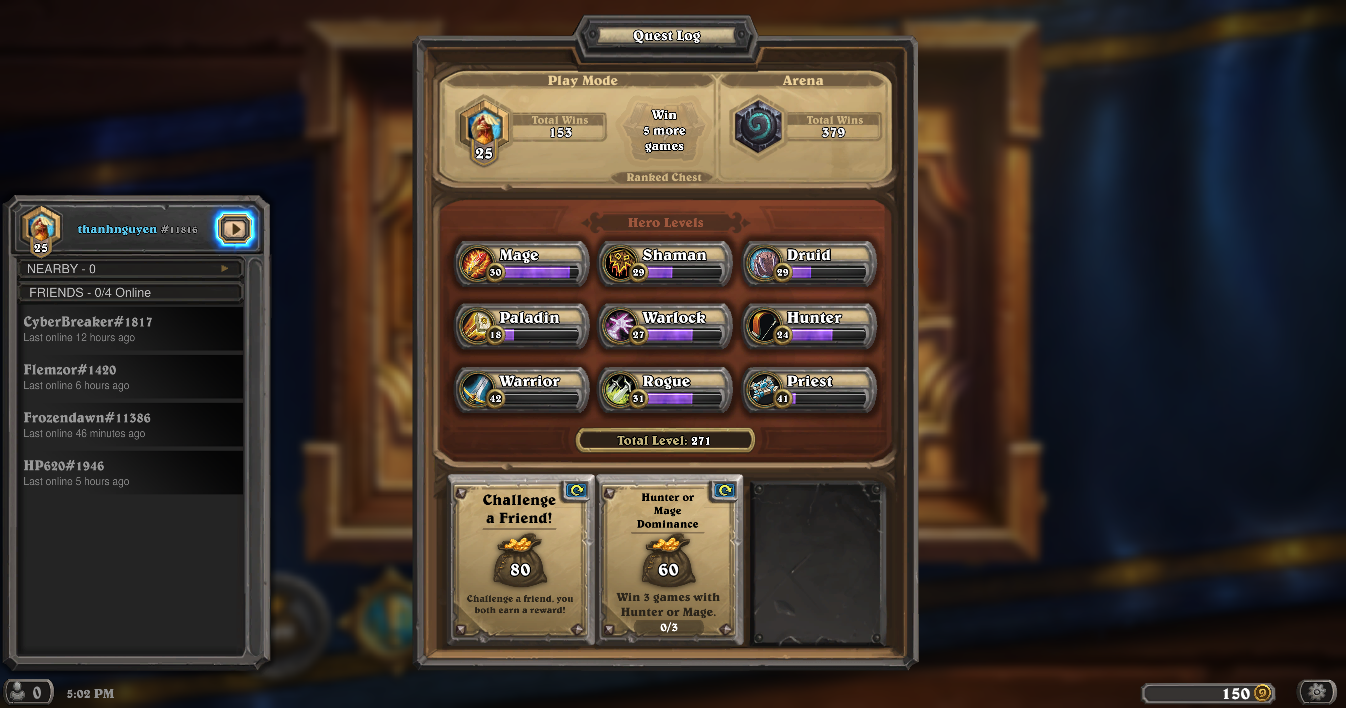 Quest Log
Play Mode
Arena
Total Wins
153
25
Win
5 more
games
Ranked Chest
Total Wins
379
thanhnguyen #11816
25
NEARBY - 0
FRIENDS - 0/4 Online
CyberBreaker#1817
Last online 12 hours ago
Flemzor#1420
Last online 6 hours ago
Frozendawn#11386
Last online 46 minutes ago
HP620#1946
Last online 5 hours ago
Hero Levels
Mage
30
Shaman
29
Druid
29
Paladin
18
Warlock
27
Hunter
24
Warrior
42
Rogue
31
Priest
41
Total Level: 271
Challenge
a Friend!
80
Challenge a friend, you
both earn a reward!
Hunter or
Mage
Dominance
60
Win 3 games with
Hunter or Mage.
0/3
0
5:02 PM
150